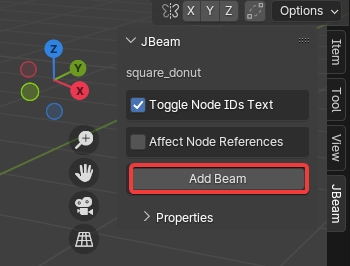 X Y Z Options
JBeam
Z
Y
X
square_donut
Toggle Node IDs Text
Affect Node References
Add Beam
Properties
Item
Tool
View
JBeam